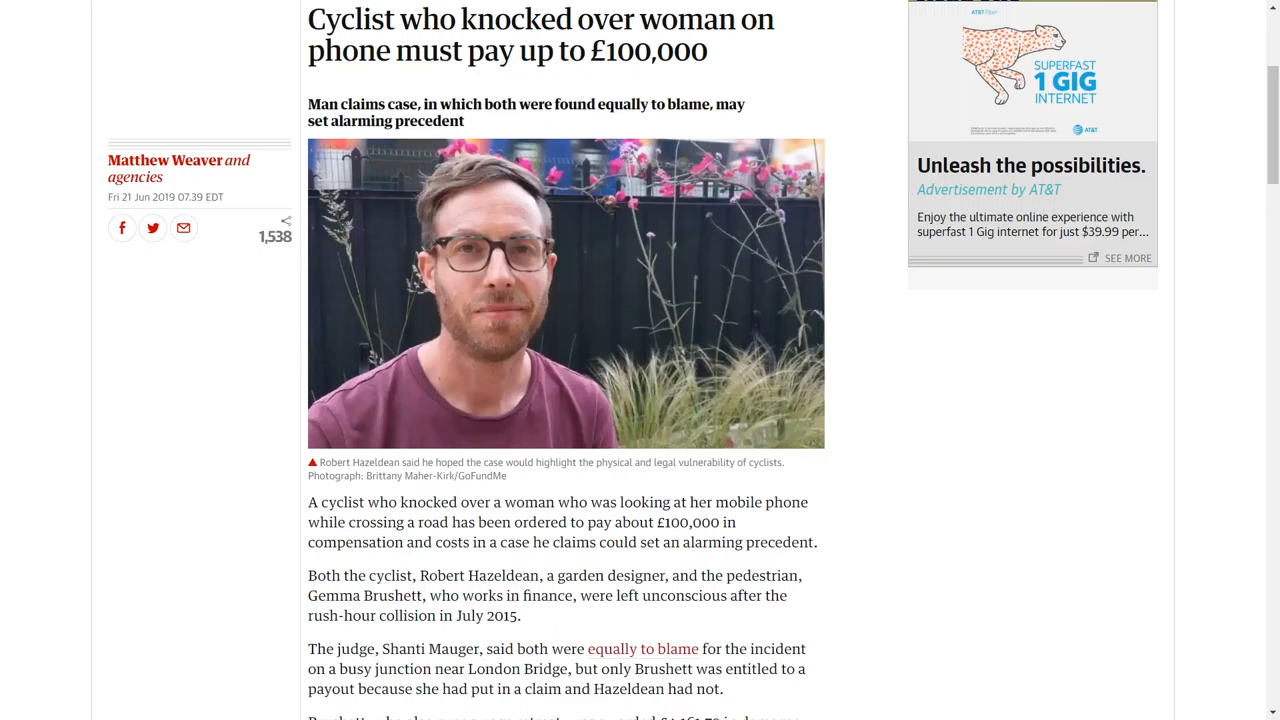 Cyclist who knocked over woman on
phone must pay up to £100,000
Man claims case, in which both were found equally to blame, may
set alarming precedent
Matthew Weaver and
agencies
Fri 21 Jun 2019 07.39 EDT
1,538
Robert Hazeldean said he hoped the case would highlight the physical and legal vulnerability of cyclists.
Photograph: Brittany Maher-Kirk/GoFundMe
A cyclist who knocked over a woman who was looking at her mobile phone
while crossing a road has been ordered to pay about £100,000 in
compensation and costs in a case he claims could set an alarming precedent.
Both the cyclist, Robert Hazeldean, a garden designer, and the pedestrian,
Gemma Brushett, who works in finance, were left unconscious after the
rush-hour collision in July 2015.
The judge, Shanti Mauger, said both were equally to blame for the incident
on a busy junction near London Bridge, but only Brushett was entitled to a
payout because she had put in a claim and Hazeldean had not.
AT&T Fiber
SUPERFAST
1 GIG
INTERNET
AT&T
Unleash the possibilities.
Advertisement by AT&T
Enjoy the ultimate online experience with
superfast 1 Gig internet for just $39.99 per...
SEE MORE